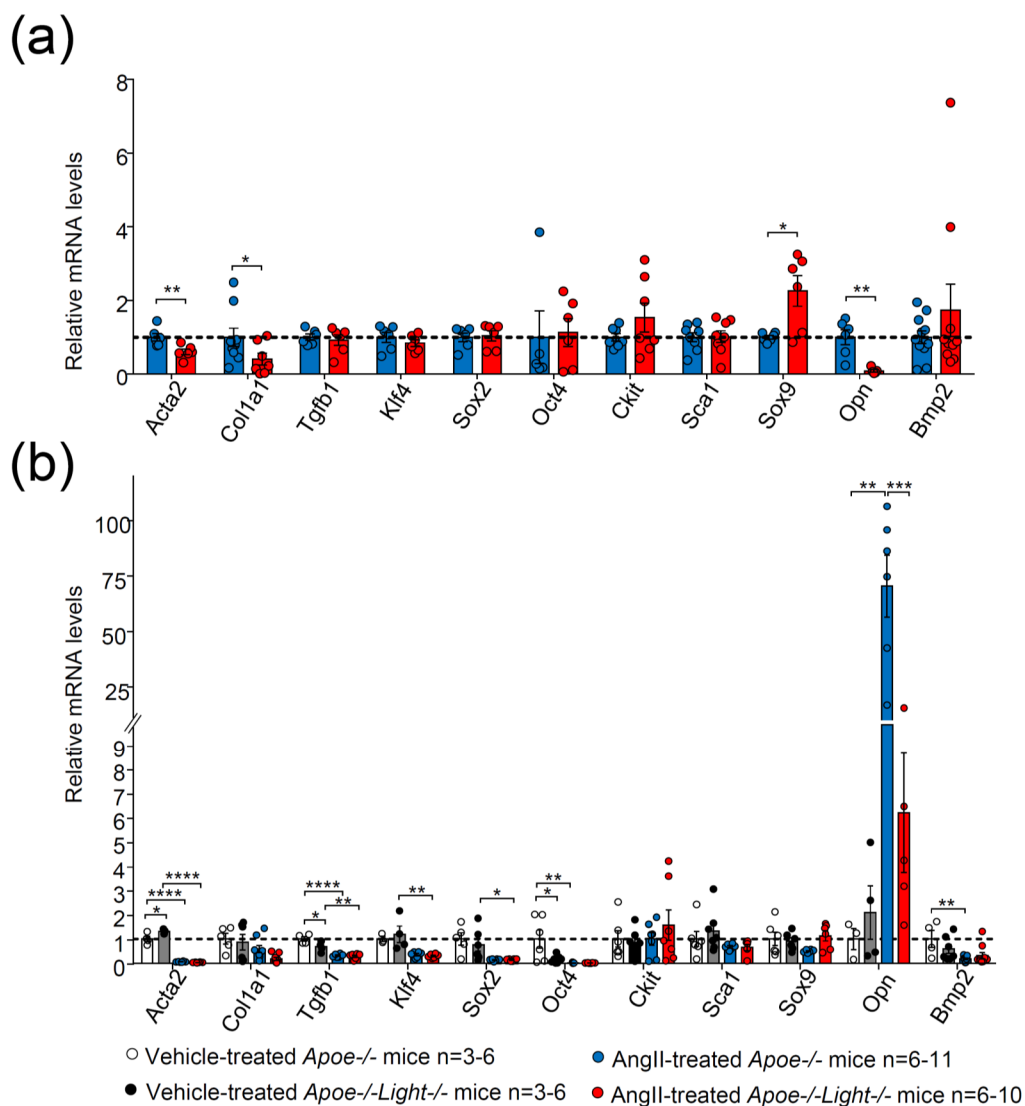 (a)
Relative mRNA levels
8
6
4
2
0
** * * **
Acta2 Col1a1 Tgfb1 Klf4 Sox2 Oct4 Ckit Sca1 Sox9 Opn Bmp2
(b)
Relative mRNA levels
100
75
50
25
9
8
7
6
5
4
3
2
1
0
** ***
**** **** * **** * ** ** * ** * **
Acta2 Col1a1 Tgfb1 Klf4 Sox2 Oct4 Ckit Sca1 Sox9 Opn Bmp2
Vehicle-treated Apoe-/- mice n=3-6
AngII-treated Apoe-/- mice n=6-11
Vehicle-treated Apoe-/-Light-/- mice n=3-6
AngII-treated Apoe-/-Light-/- mice n=6-10